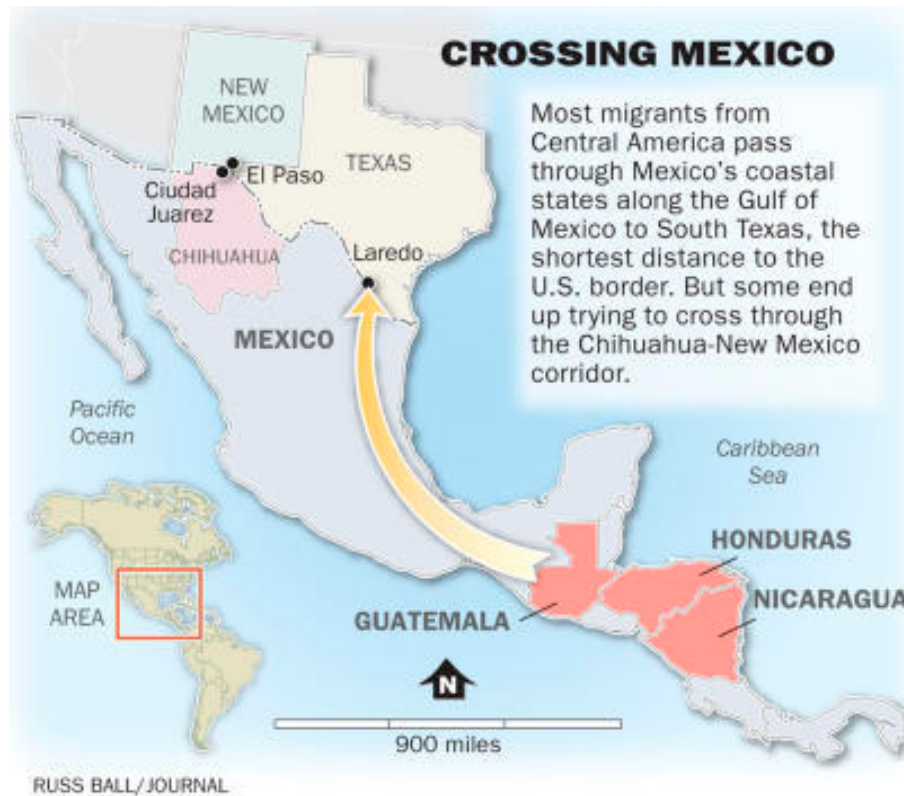 CROSSING MEXICO
Most migrants from
Central America pass
through Mexico's coastal
states along the Gulf of
Mexico to South Texas, the
shortest distance to the
U.S. border. But some end
up trying to cross through
the Chihuahua-New Mexico
corridor.
NEW
MEXICO
TEXAS
El Paso
Ciudad
Juarez
CHIHUAHUA
Laredo
MEXICO
Pacific
Ocean
Caribbean
Sea
HONDURAS
NICARAGUA
GUATEMALA
MAP
AREA
N
900 miles
RUSS BALL/JOURNAL